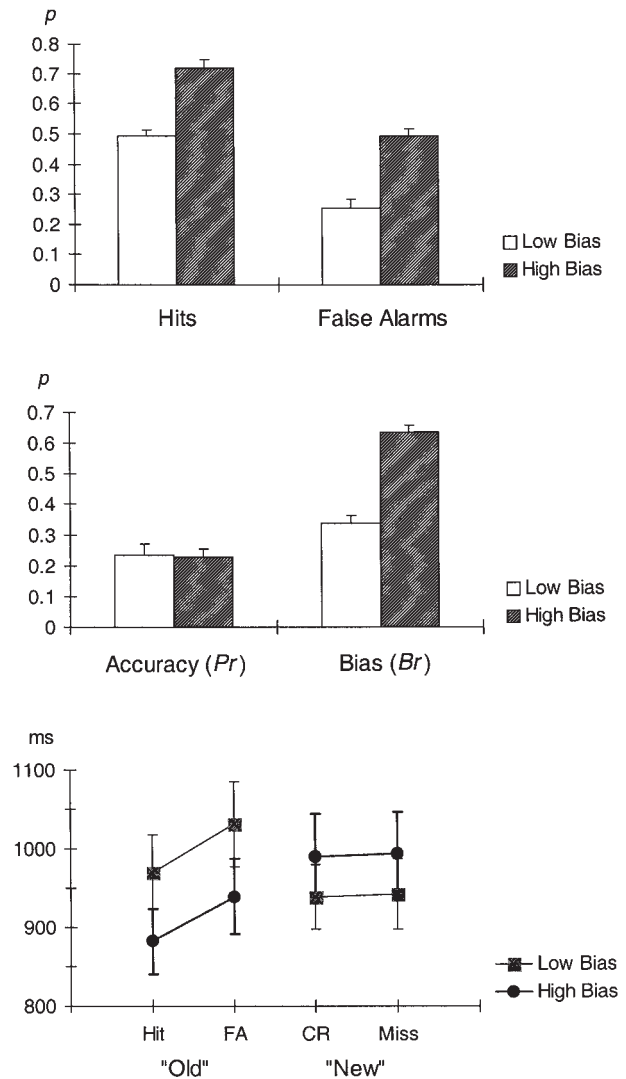 p
0.8
0.7
0.6
0.5
0.4
0.3
0.2
0.1
0
Hits False Alarms
Low Bias
High Bias
p
0.7
0.6
0.5
0.4
0.3
0.2
0.1
0
Accuracy (Pr) Bias (Br)
Low Bias
High Bias
ms
1100
1000
900
800
Hit FA CR Miss
"Old" "New"
Low Bias
High Bias